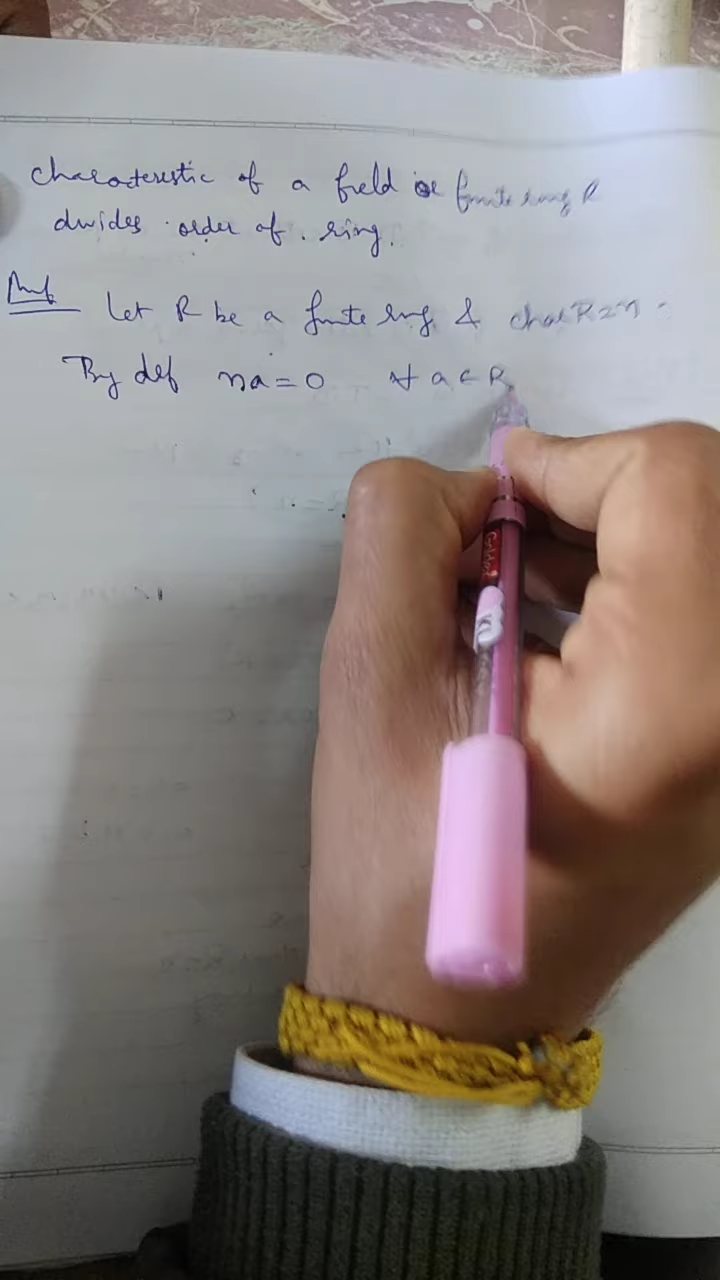 characteristic of a field or finite ring R
divides order of ring.
Proof Let R be a finite ring & char R = n.
By def na = 0 ∀ a ∈ R